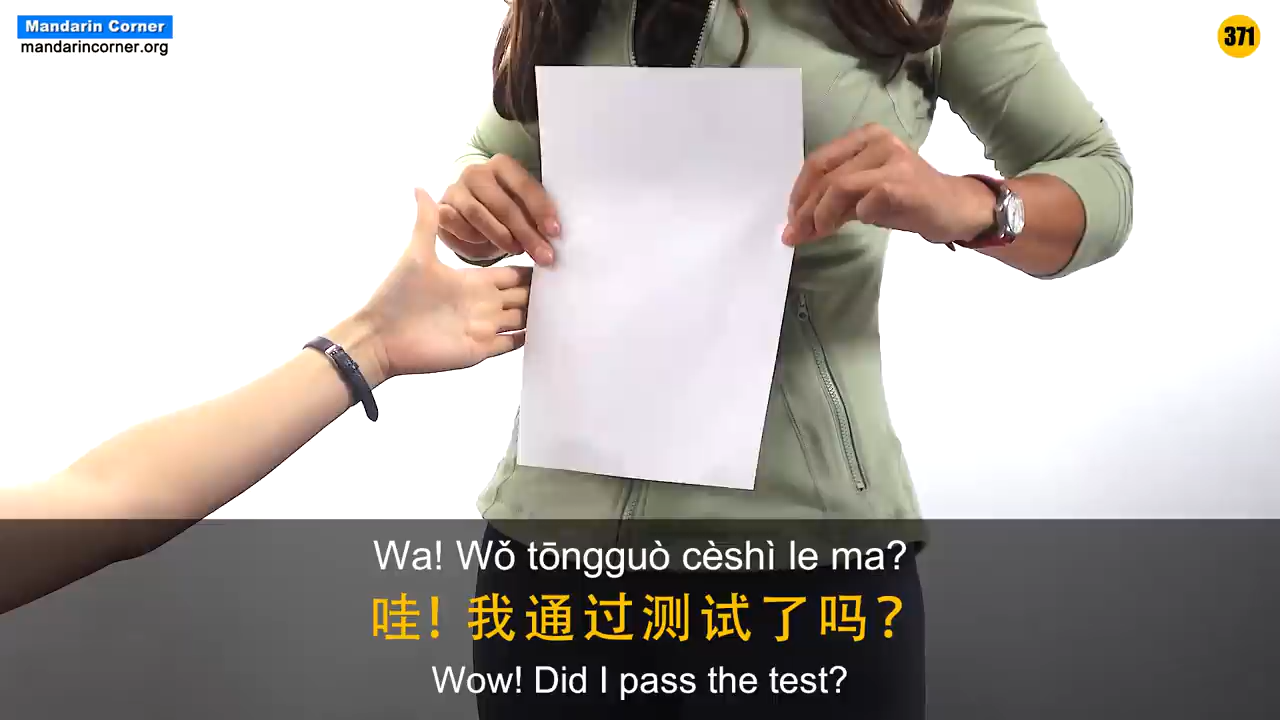 Mandarin Corner
mandarincorner.org
371
Wa! Wǒ tōngguò cèshì le ma?
哇! 我通过测试了吗?
Wow! Did I pass the test?